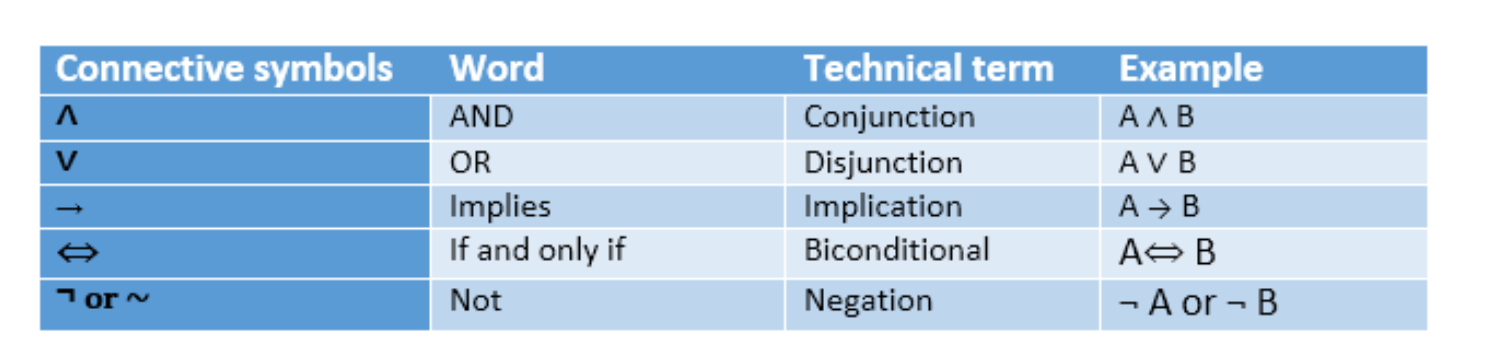 Connective symbols Word Technical term Example
∧ AND Conjunction A ∧ B
∨ OR Disjunction A ∨ B
→ Implies Implication A → B
⇔ If and only if Biconditional A⇔ B
¬ or ~ Not Negation ¬ A or ¬ B